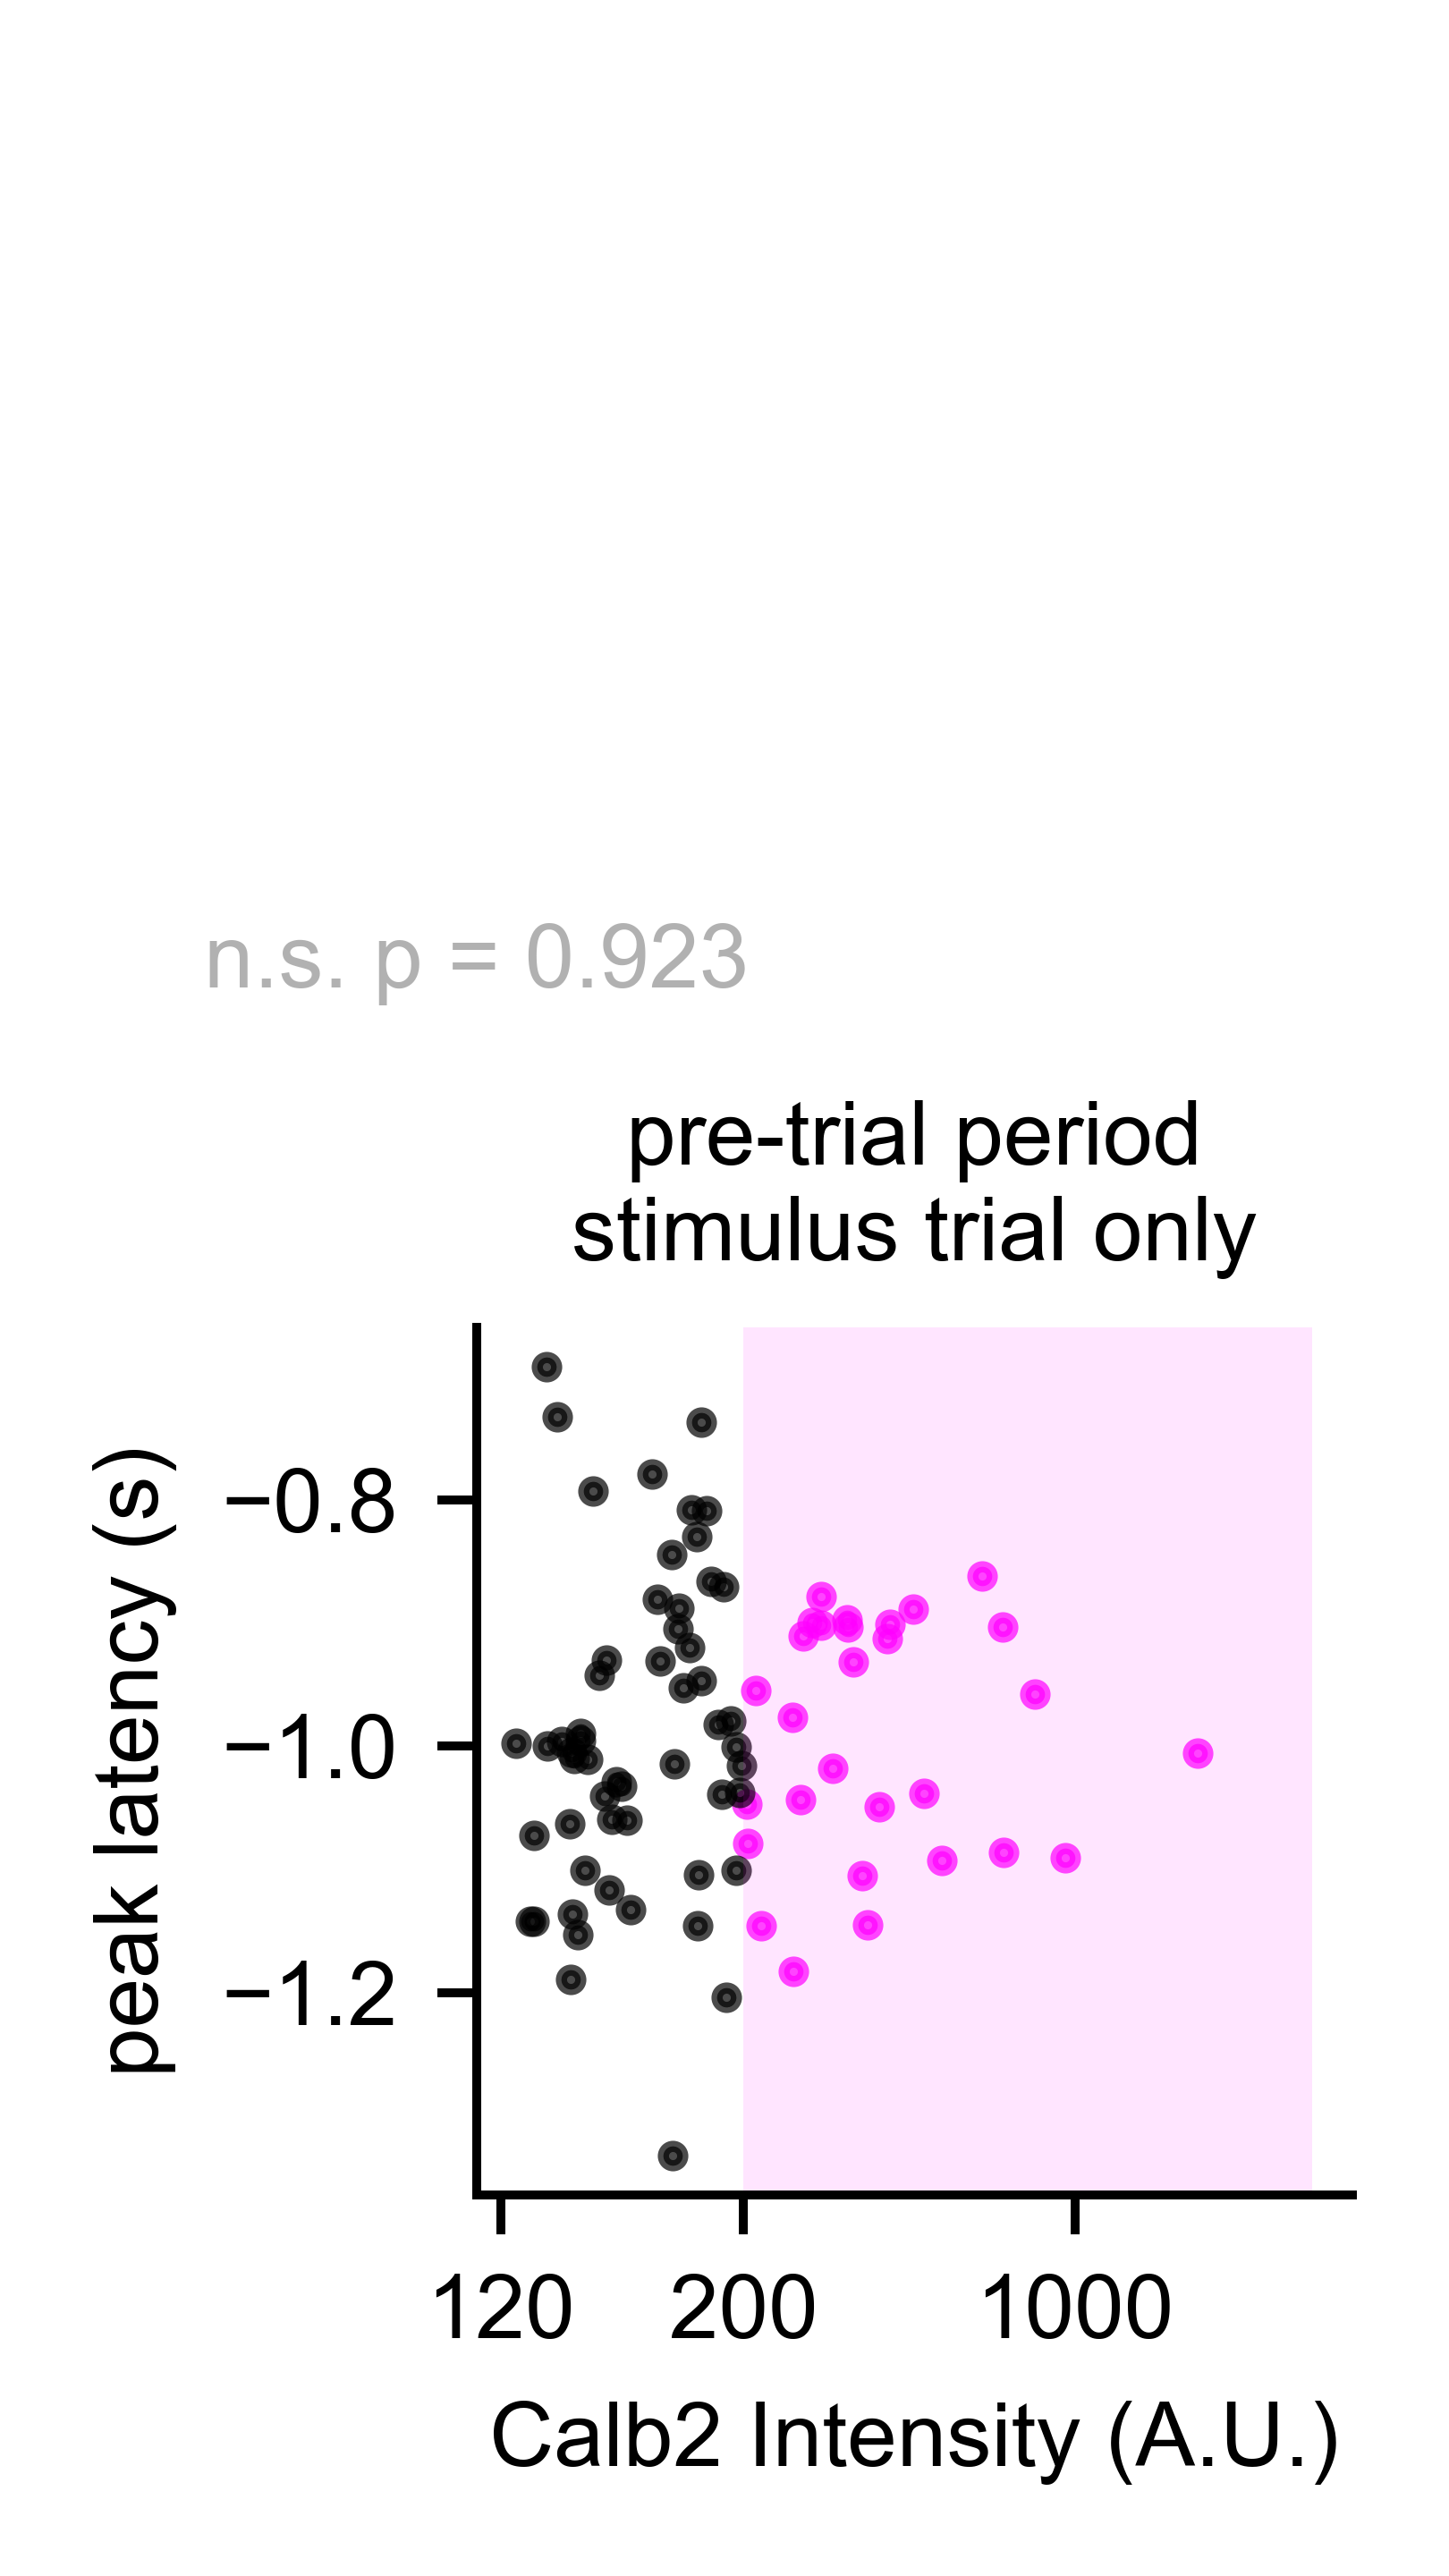 n.s. p = 0.923
pre-trial period
stimulus trial only
peak latency (s)
−0.8
−1.0
−1.2
120 200 1000
Calb2 Intensity (A.U.)